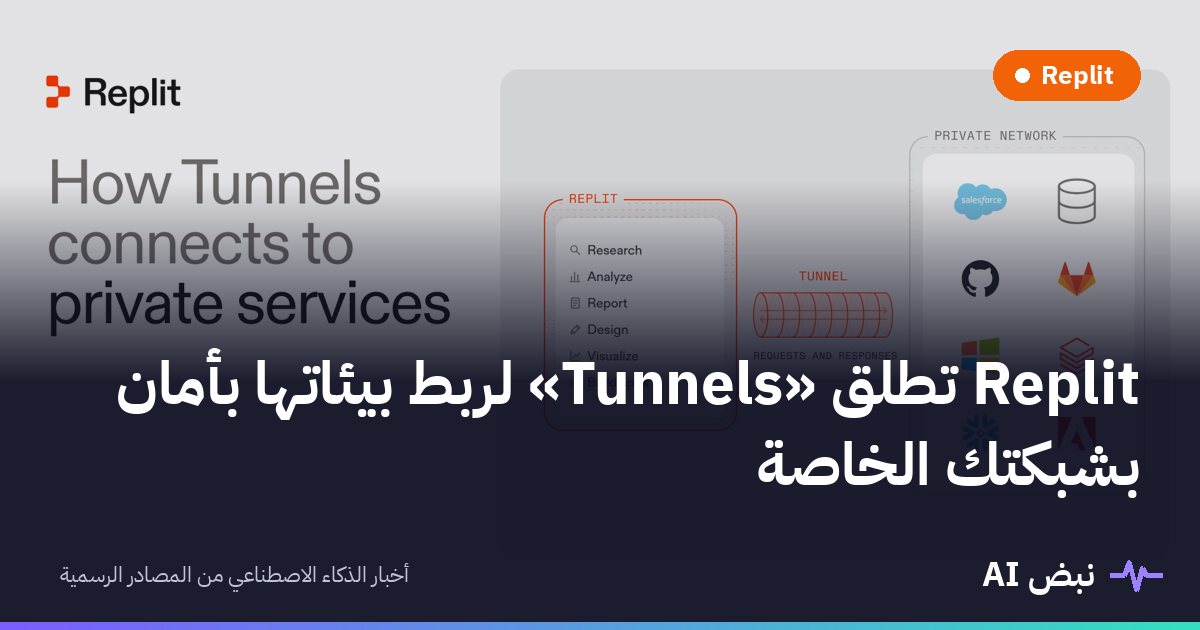 Replit
Replit
How Tunnels
connects to
private services
PRIVATE NETWORK
salesforce
REPLIT
Research
Analyze
Report
Design
Visualize
TUNNEL
REQUESTS AND RESPONSES
Replit تطلق «Tunnels» لربط بيئاتها بأمان
بشبكتك الخاصة
نبض AI
أخبار الذكاء الاصطناعي من المصادر الرسمية